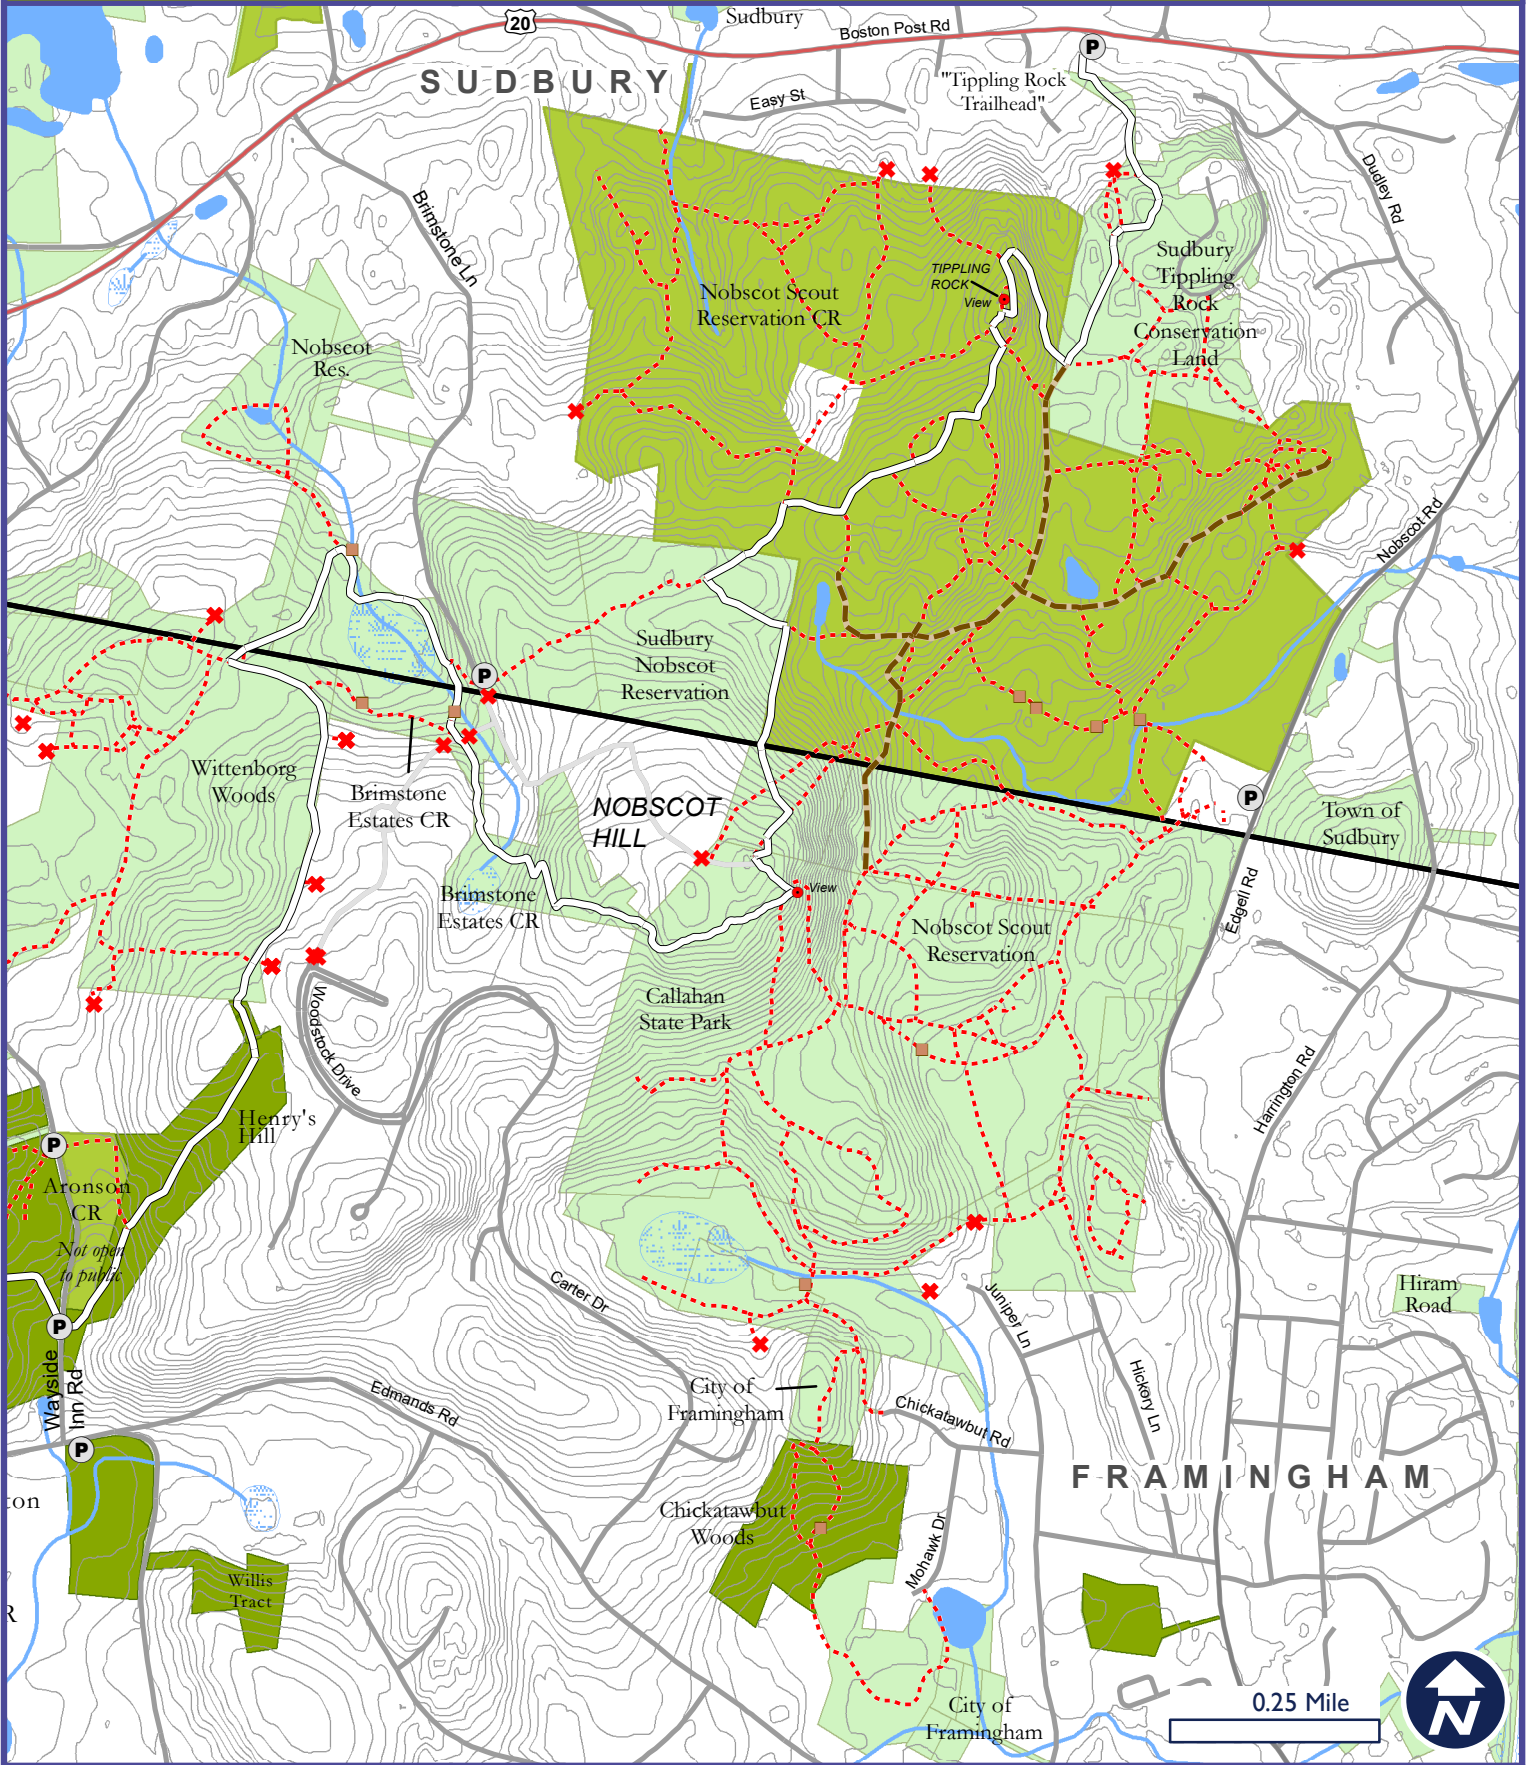 Sudbury
20
Boston Post Rd
P
SUDBURY
"Tippling Rock
Trailhead"
Easy St
Dudley Rd
Brimstone Ln
Sudbury
Tippling
Rock
Conservation
Land
TIPPLING
ROCK
View
Nobscot Scout
Reservation CR
Nobscot
Res.
Nobscot Rd
Sudbury
Nobscot
Reservation
P
Wittenborg
Woods
Brimstone
Estates CR
NOBSCOT
HILL
P
Town of
Sudbury
View
Brimstone
Estates CR
Edgell Rd
Nobscot Scout
Reservation
Callahan
State Park
Woodstock Drive
Harrington Rd
Henry's
Hill
P
Aronson
CR
Not open
to public
P
Carter Dr
Juniper Ln
Hiram
Road
Wayside
Inn Rd
Edmands Rd
City of
Framingham
Chickatawbut Rd
Hickory Ln
P
FRAMINGHAM
ton
Chickatawbut
Woods
Mohawk Dr
Willis
Tract
R
City of
Framingham
0.25 Mile
N